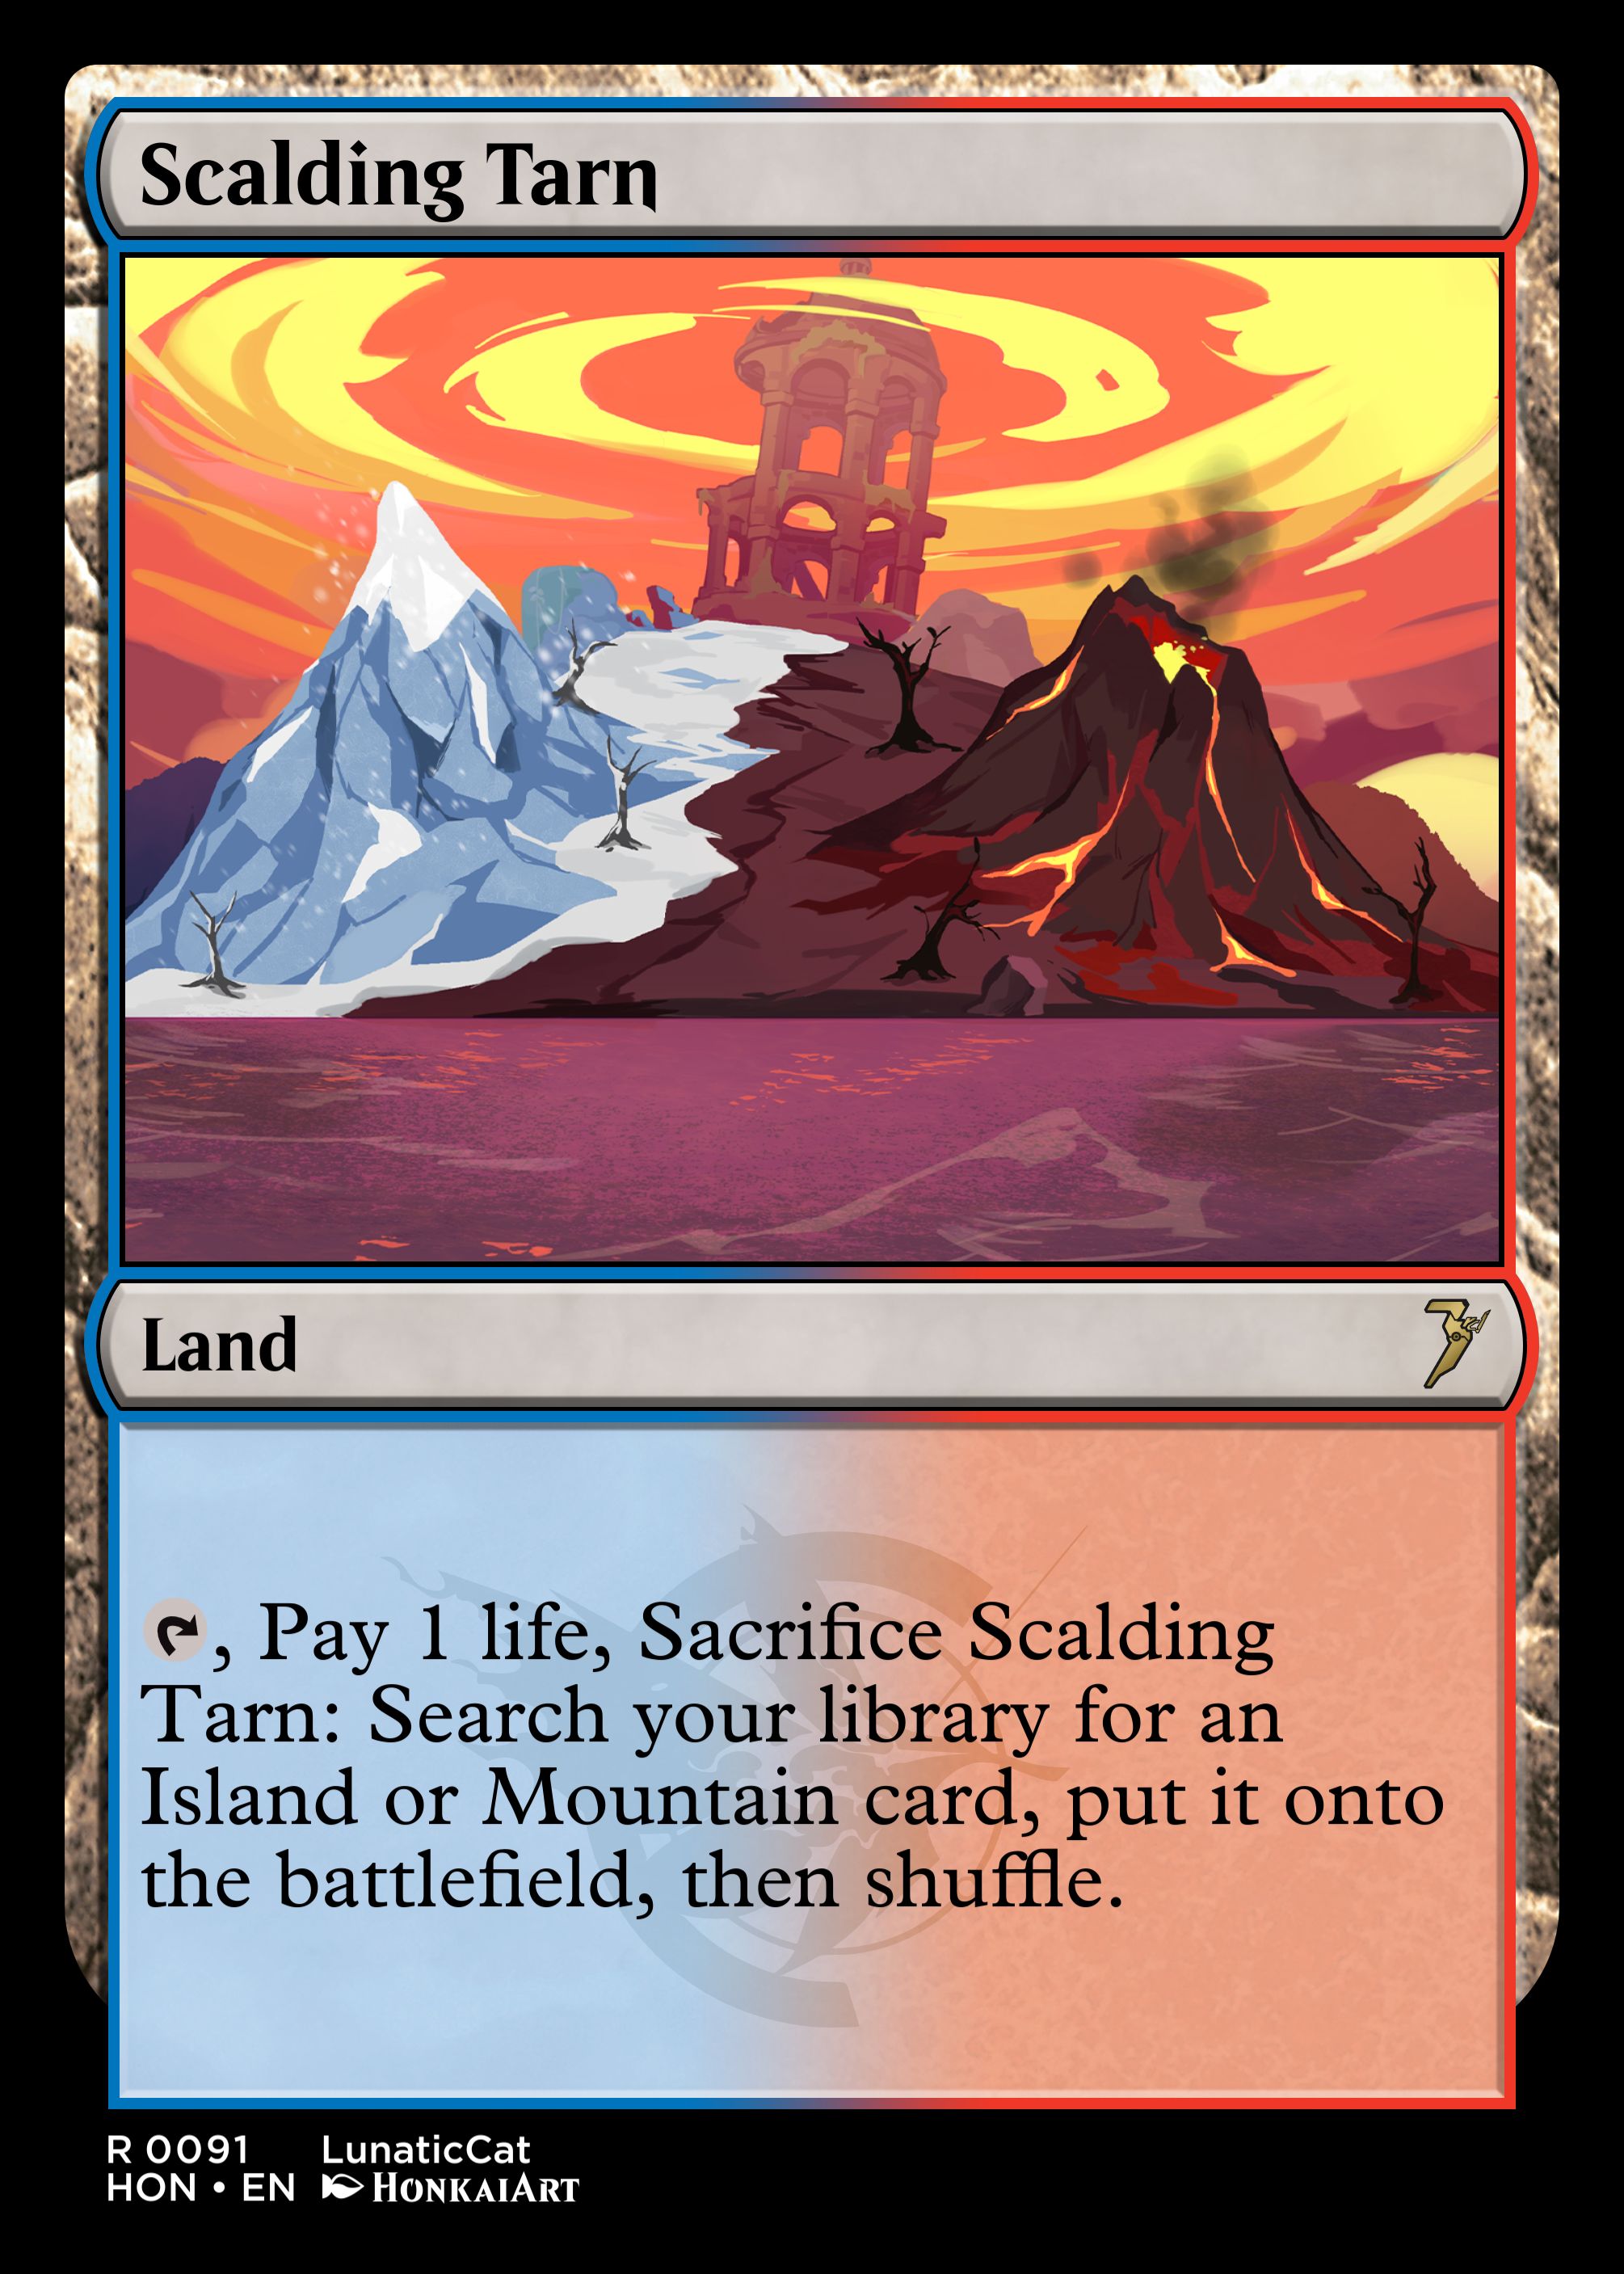 Scalding Tarn
Land
, Pay 1 life, Sacrifice Scalding
Tarn: Search your library for an
Island or Mountain card, put it onto
the battlefield, then shuffle.
R 0091 LunaticCat
HON • EN HonkaiArt